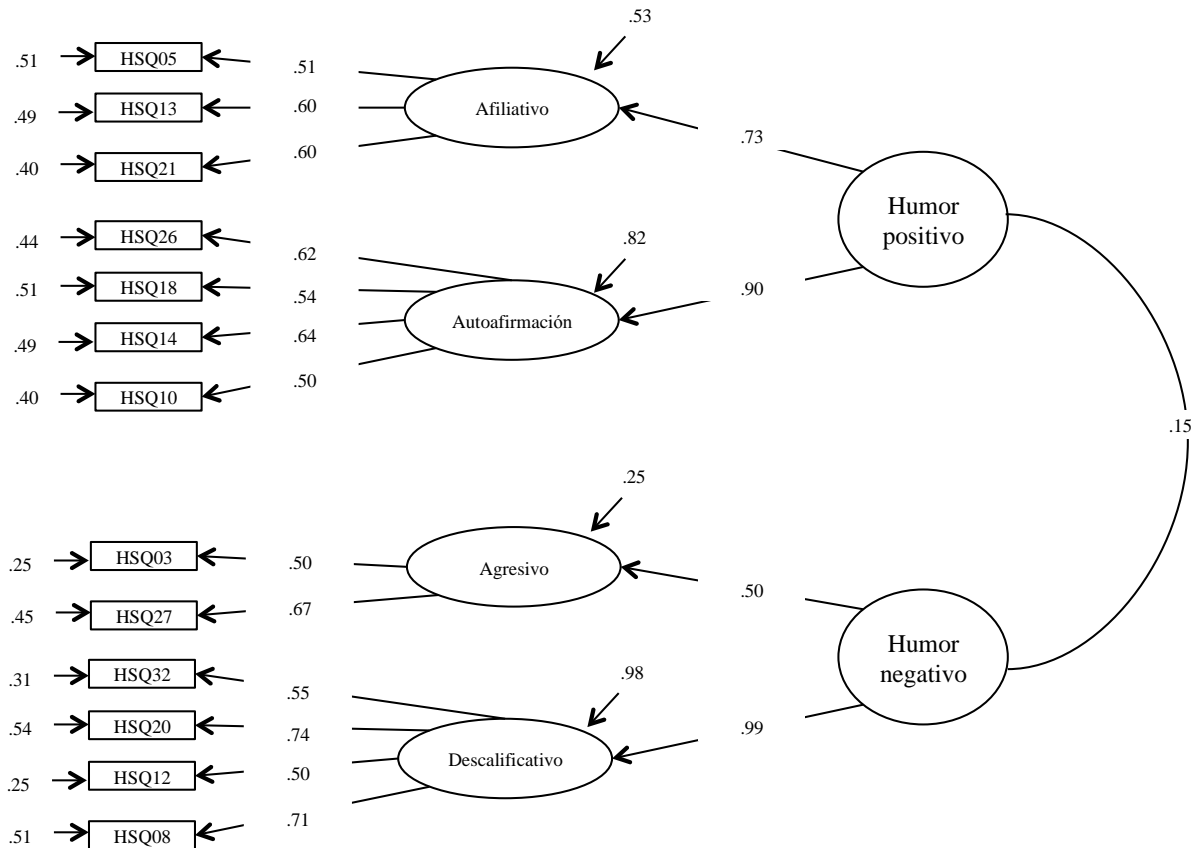 .53
.51
HSQ05
.51
.49
HSQ13
.60
Afiliativo
.40
HSQ21
.60
.73
Humor
positivo
.44
HSQ26
.62
.82
.51
HSQ18
.54
.90
Autoafirmación
.49
HSQ14
.64
.40
HSQ10
.50
.15
.25
.25
HSQ03
.50
Agresivo
.50
.45
HSQ27
.67
Humor
negativo
.31
HSQ32
.55
.98
.54
HSQ20
.74
.99
Descalificativo
.25
HSQ12
.50
.51
HSQ08
.71